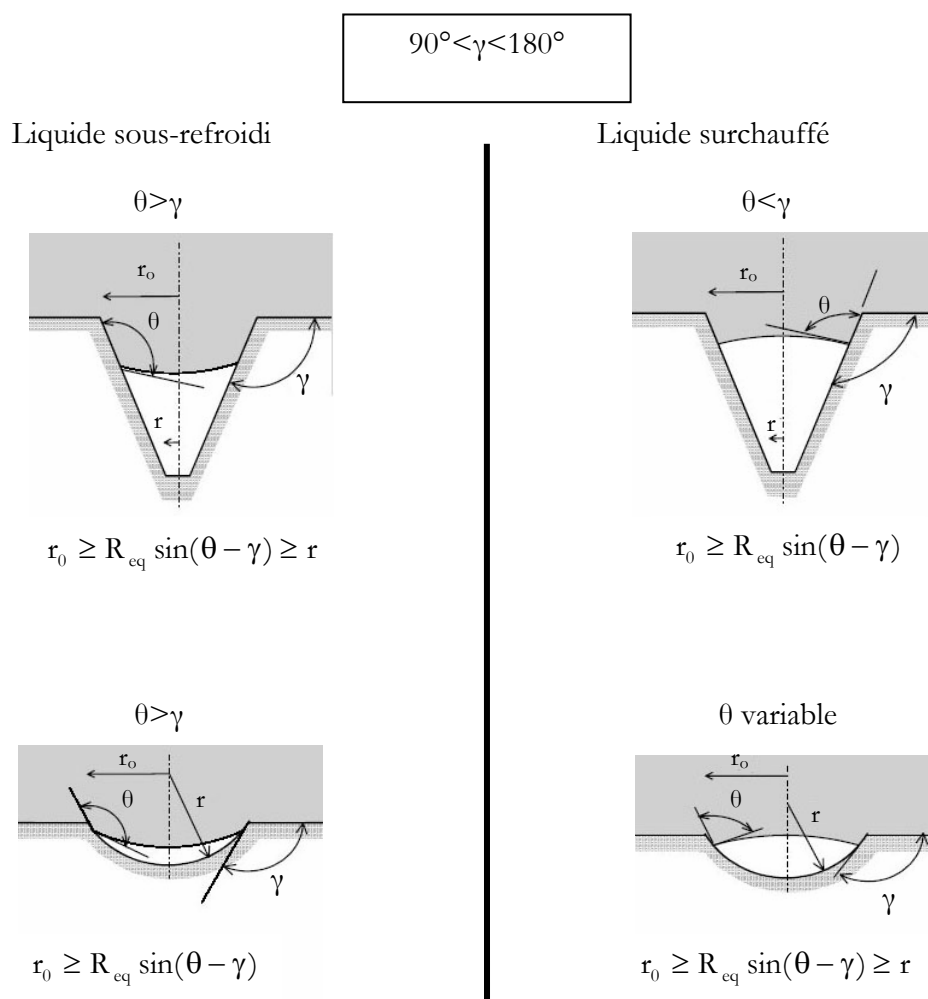 90°<γ<180°
Liquide sous-refroidi
Liquide surchauffé
θ>γ
θ<γ
r₀
θ
γ
r
r₀
θ
γ
r
r₀ ≥ R_eq sin(θ − γ) ≥ r
r₀ ≥ R_eq sin(θ − γ)
θ>γ
θ variable
r₀
θ
r
γ
r₀
θ
r
γ
r₀ ≥ R_eq sin(θ − γ)
r₀ ≥ R_eq sin(θ − γ) ≥ r